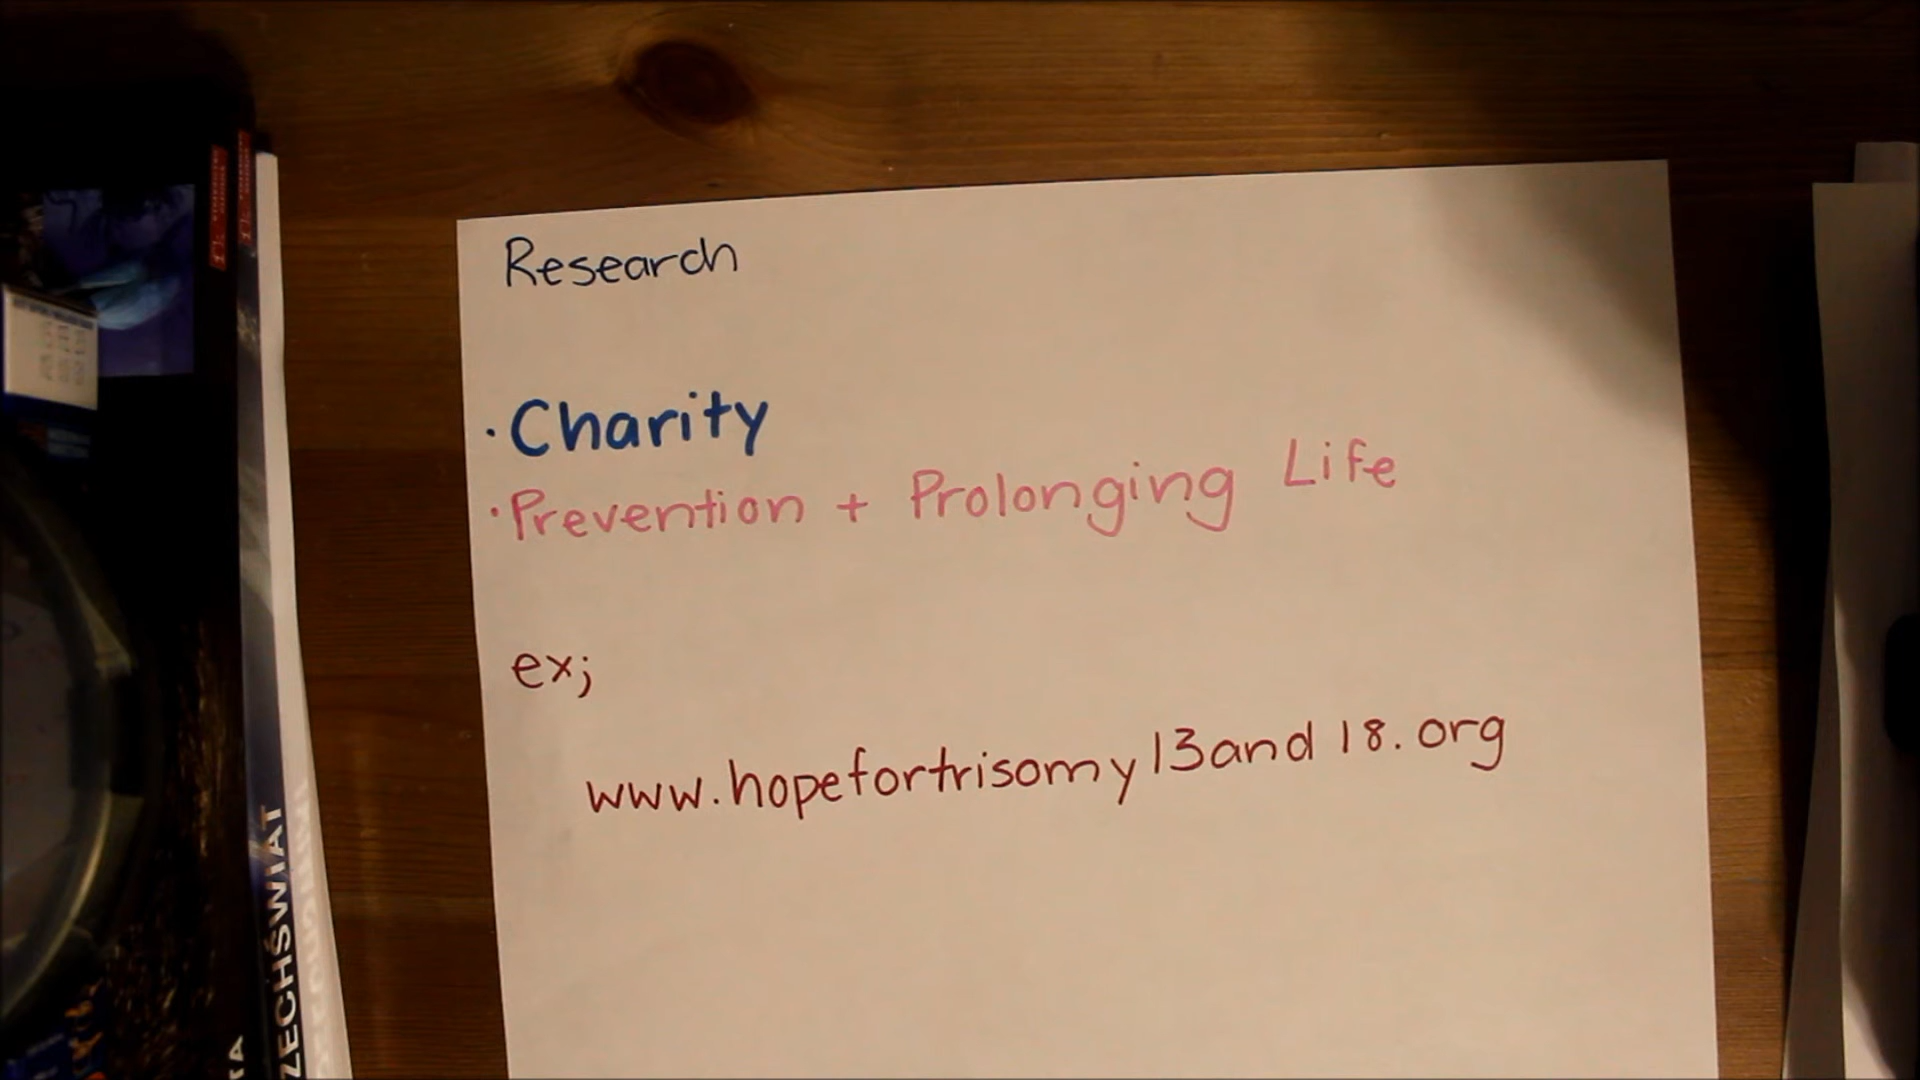 Research
· Charity
· Prevention + Prolonging Life
ex;
www.hopefortrisomy13and18.org
ZECHŚWIAT